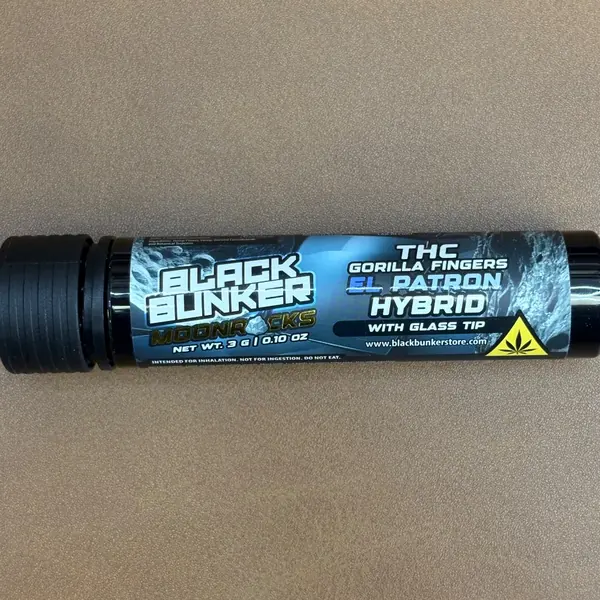 BLACK
BUNKER
MOONROCKS
NET WT. 3 G | 0.10 OZ
INTENDED FOR INHALATION. NOT FOR INGESTION. DO NOT EAT.
THC
GORILLA FINGERS
EL PATRON
HYBRID
WITH GLASS TIP
www.blackbunkerstore.com